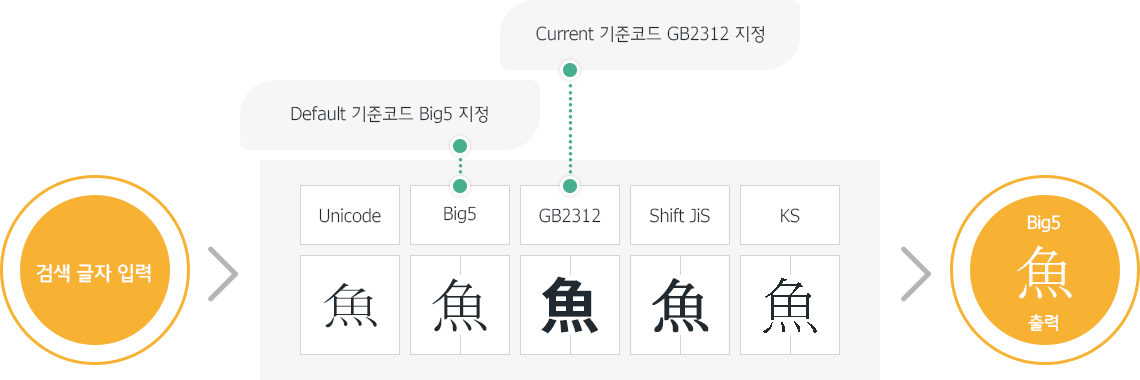 Current 기준코드 GB2312 지정
Default 기준코드 Big5 지정
검색 글자 입력
Unicode Big5 GB2312 Shift JiS KS
魚 魚 魚 魚 魚
Big5
魚
출력